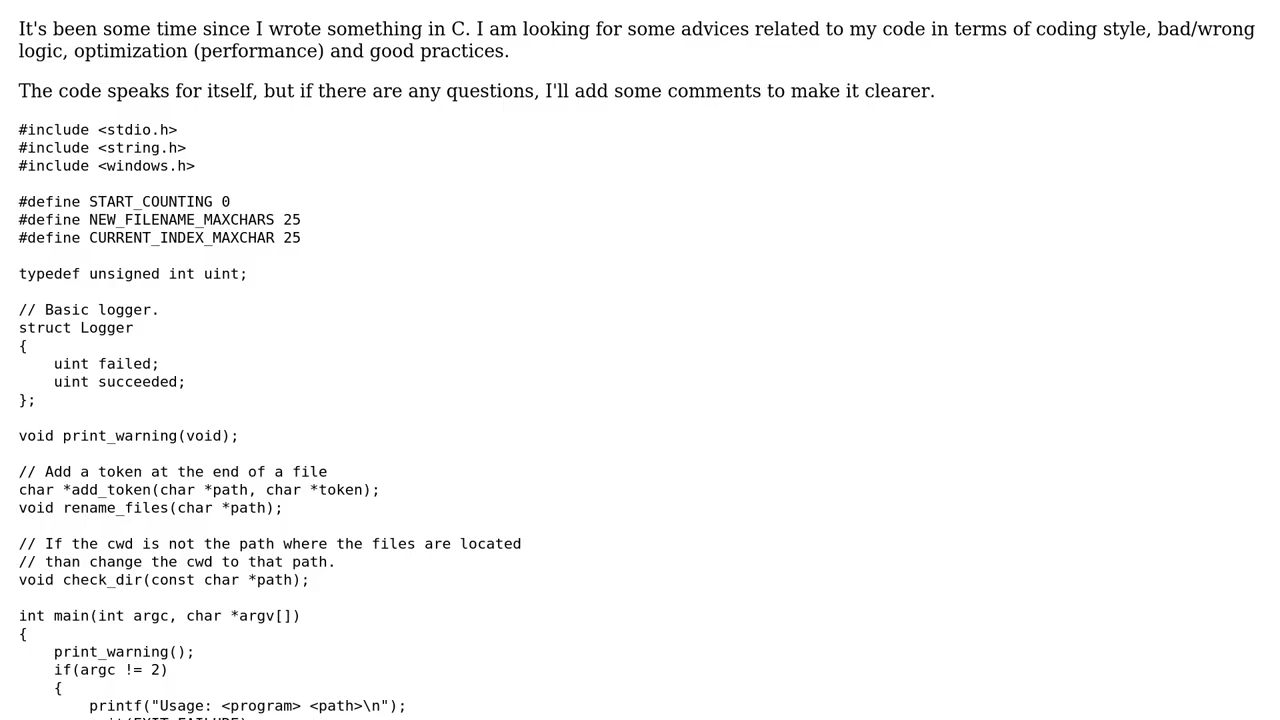 It's been some time since I wrote something in C. I am looking for some advices related to my code in terms of coding style, bad/wrong
logic, optimization (performance) and good practices.
The code speaks for itself, but if there are any questions, I'll add some comments to make it clearer.
#include <stdio.h>
#include <string.h>
#include <windows.h>
#define START_COUNTING 0
#define NEW_FILENAME_MAXCHARS 25
#define CURRENT_INDEX_MAXCHAR 25
typedef unsigned int uint;
// Basic logger.
struct Logger
{
    uint failed;
    uint succeeded;
};
void print_warning(void);
// Add a token at the end of a file
char *add_token(char *path, char *token);
void rename_files(char *path);
// If the cwd is not the path where the files are located
// than change the cwd to that path.
void check_dir(const char *path);
int main(int argc, char *argv[])
{
    print_warning();
    if(argc != 2)
    {
        printf("Usage: <program> <path>\n");
        exit(EXIT_FAILURE)